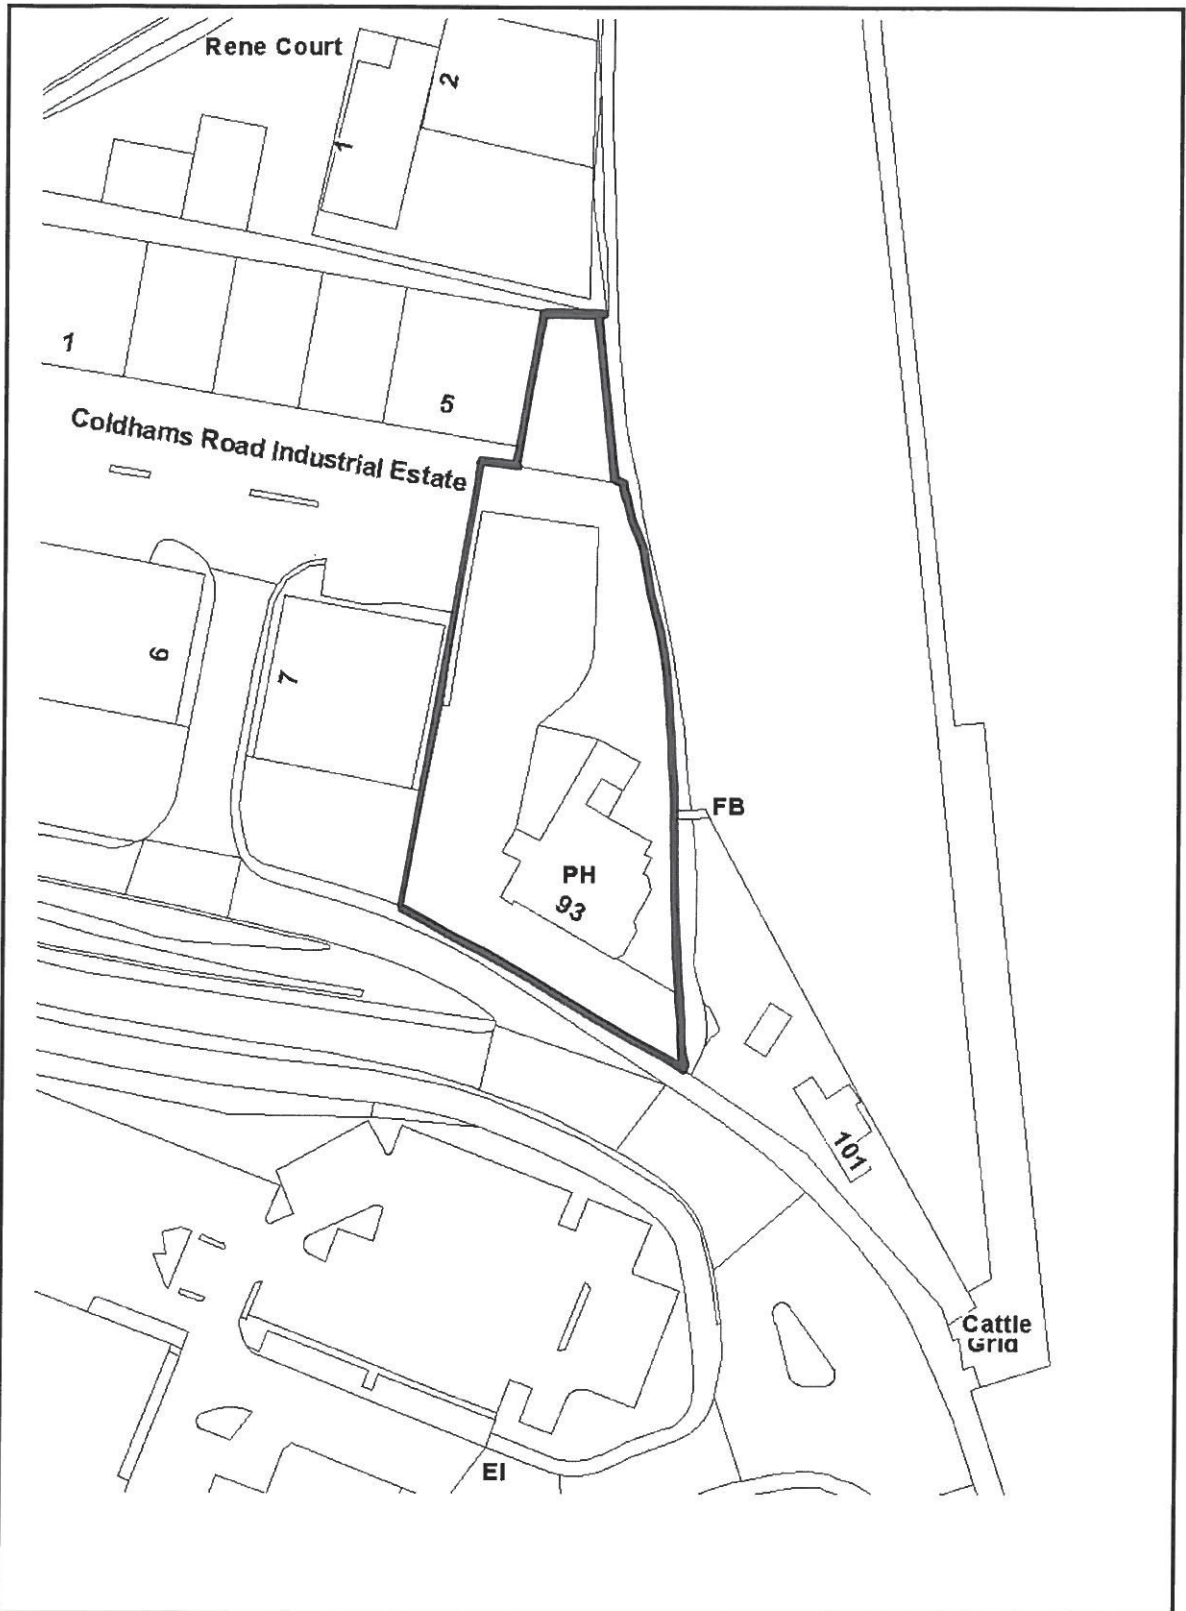 Rene Court
2
1
1
5
Coldhams Road Industrial Estate
6
7
FB
PH
93
101
Cattle
Grid
El